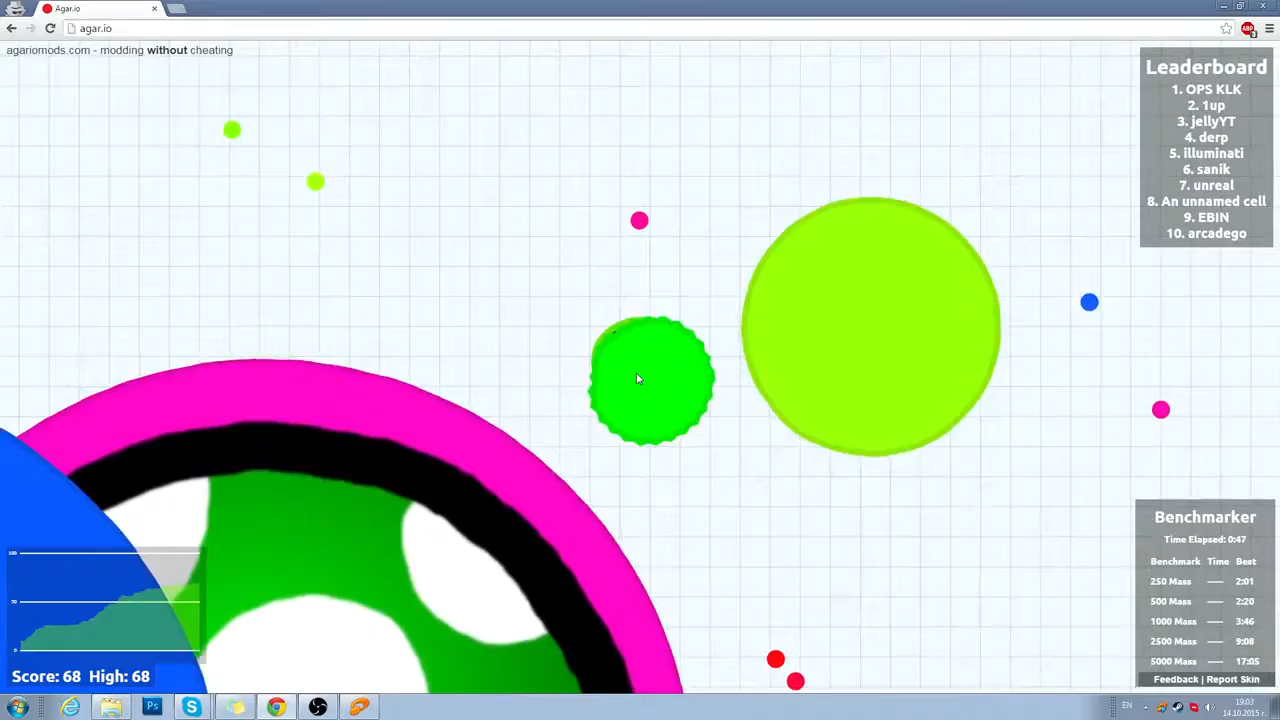 Agar.io
agar.io
agariomods.com - modding without cheating
Leaderboard
1. OPS KLK
2. 1up
3. jellyYT
4. derp
5. illuminati
6. sanik
7. unreal
8. An unnamed cell
9. EBIN
10. arcadego
Benchmarker
Time Elapsed: 0:47
Benchmark Time Best
250 Mass —— 2:01
500 Mass —— 2:20
1000 Mass —— 3:46
2500 Mass —— 9:08
5000 Mass —— 17:05
Feedback | Report Skin
100
50
0
Score: 68 High: 68
EN
19:03
14.10.2015 г.